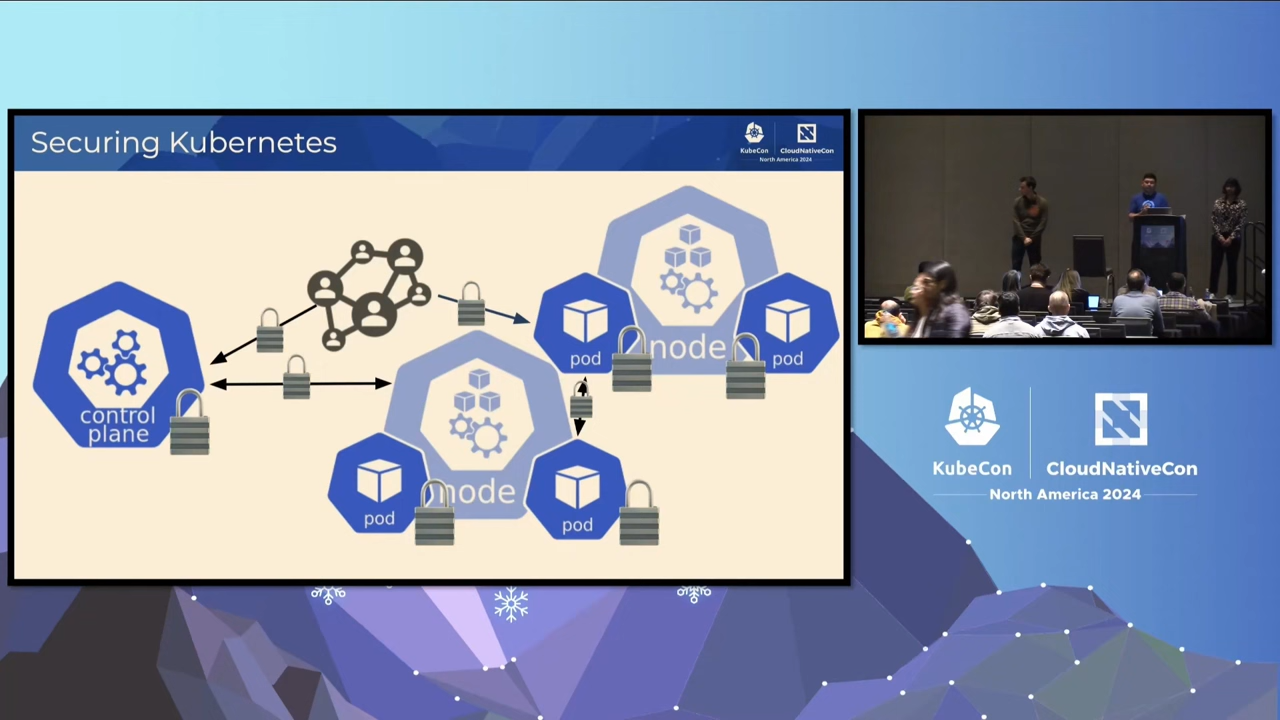 Securing Kubernetes
KubeCon
CloudNativeCon
North America 2024
control
plane
node
pod
pod
node
pod
pod
KubeCon
CloudNativeCon
North America 2024